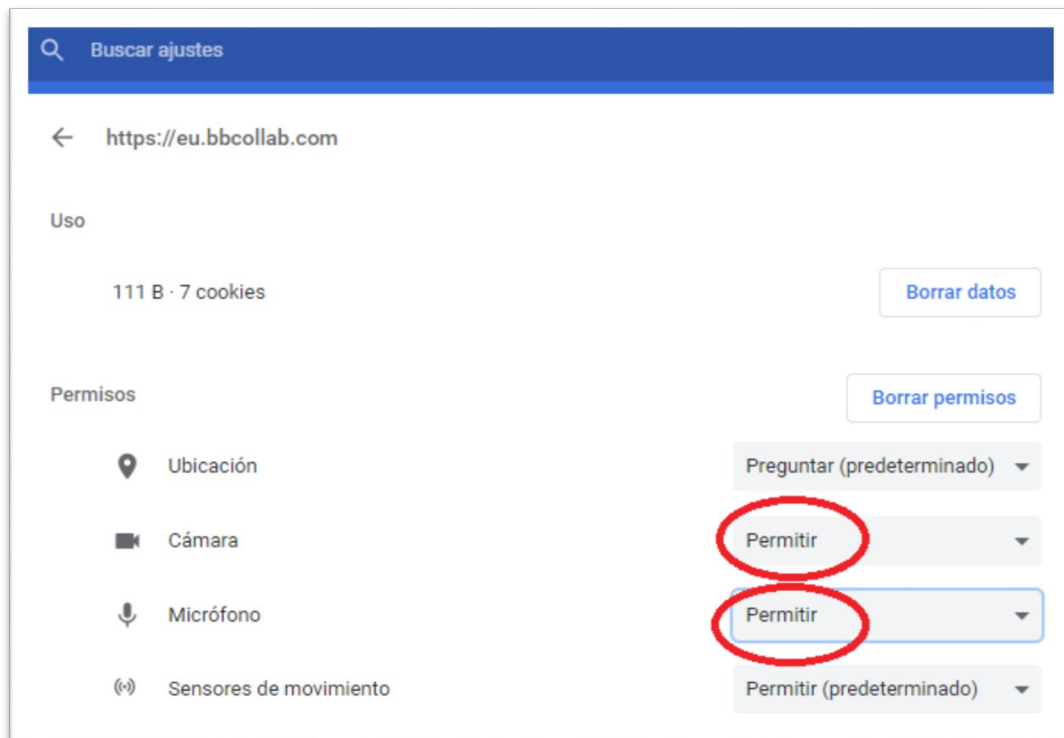 Buscar ajustes
https://eu.bbcollab.com
Uso
111 B · 7 cookies
Borrar datos
Permisos
Borrar permisos
Ubicación
Preguntar (predeterminado)
Cámara
Permitir
Micrófono
Permitir
Sensores de movimiento
Permitir (predeterminado)